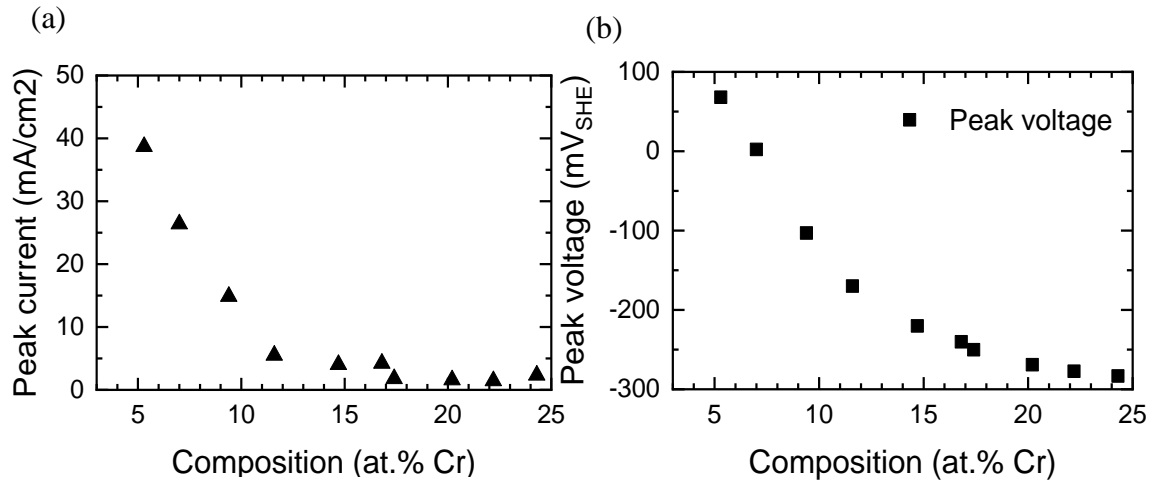 (a)
50
40
30
20
10
0
5 10 15 20 25
Peak current (mA/cm2)
Composition (at.% Cr)
(b)
100
0
-100
-200
-300
5 10 15 20 25
Peak voltage (mV_SHE)
Composition (at.% Cr)
Peak voltage